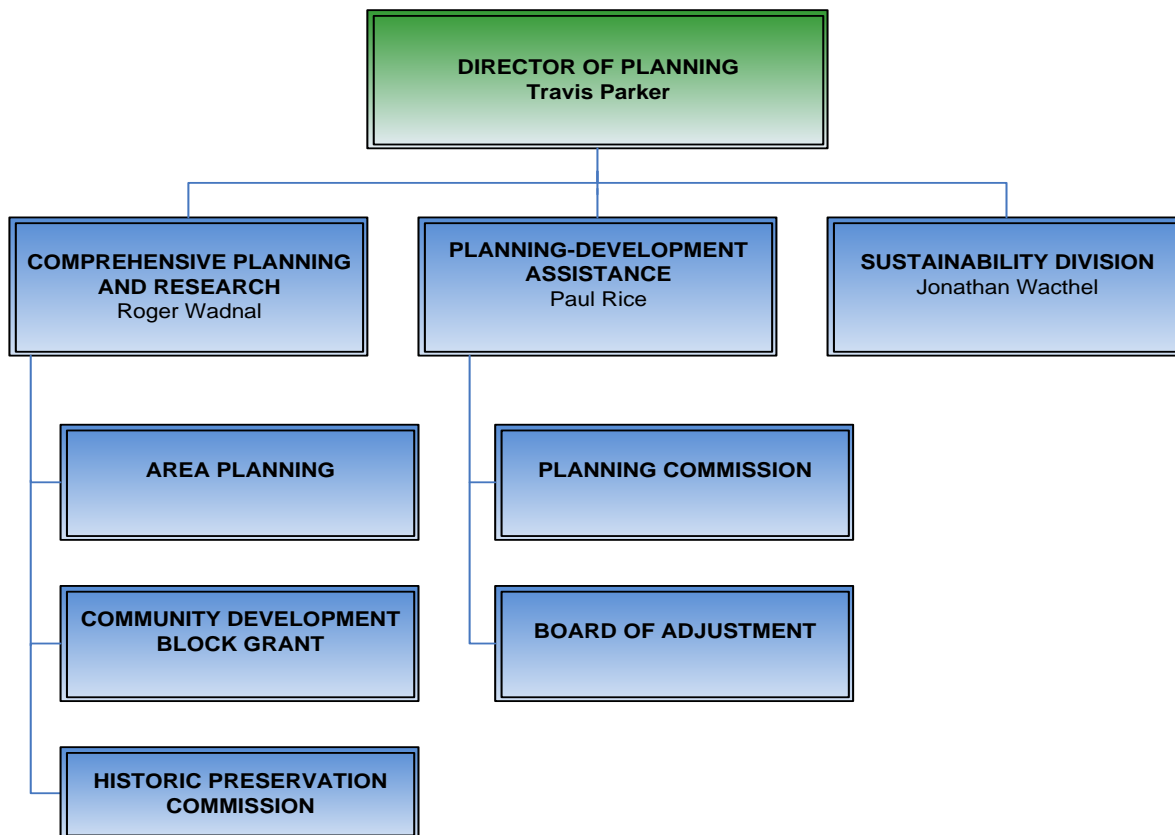 DIRECTOR OF PLANNING
Travis Parker
COMPREHENSIVE PLANNING
AND RESEARCH
Roger Wadnal
PLANNING-DEVELOPMENT
ASSISTANCE
Paul Rice
SUSTAINABILITY DIVISION
Jonathan Wacthel
AREA PLANNING
PLANNING COMMISSION
COMMUNITY DEVELOPMENT
BLOCK GRANT
BOARD OF ADJUSTMENT
HISTORIC PRESERVATION
COMMISSION